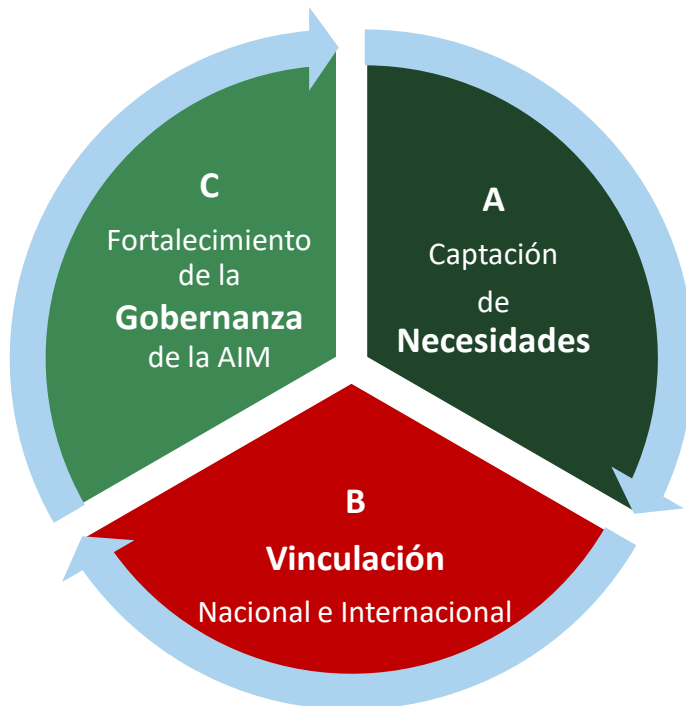 A
Captación
de
Necesidades
B
Vinculación
Nacional e Internacional
C
Fortalecimiento
de la
Gobernanza
de la AIM